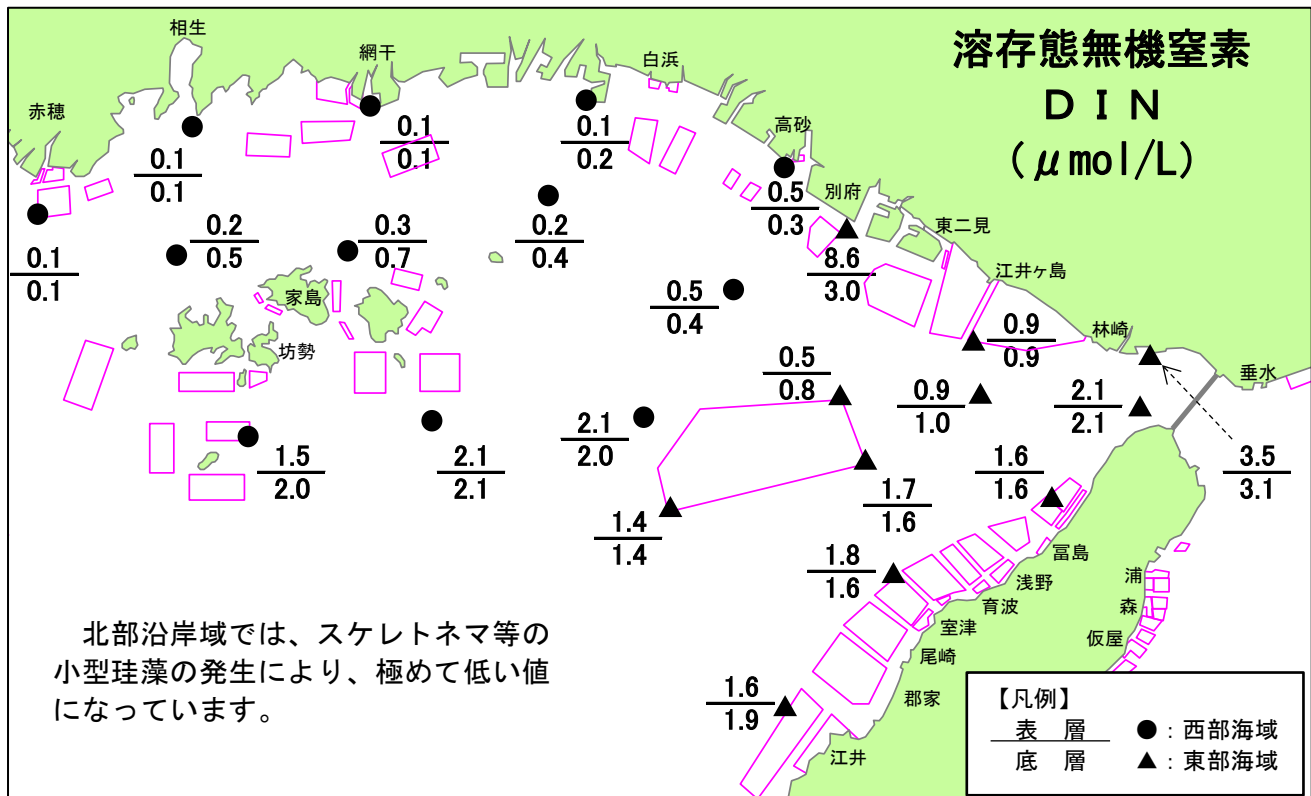 溶存態無機窒素
ＤＩＮ
(μmol/L)
相生
網干
白浜
赤穂
高砂
別府
東二見
江井ヶ島
林崎
垂水
家島
坊勢
0.1
0.1
0.1
0.1
0.1
0.2
0.5
0.3
0.1
0.1
0.2
0.5
0.3
0.7
0.2
0.4
8.6
3.0
0.5
0.4
0.9
0.9
0.5
0.8
0.9
1.0
2.1
2.1
3.5
3.1
1.5
2.0
2.1
2.1
2.1
2.0
1.6
1.6
1.7
1.6
1.4
1.4
1.8
1.6
1.6
1.9
冨島
浅野
育波
室津
尾崎
郡家
江井
浦
森
仮屋
北部沿岸域では、スケレトネマ等の
小型珪藻の発生により、極めて低い値
になっています。
【凡例】
表　層　●：西部海域
底　層　▲：東部海域